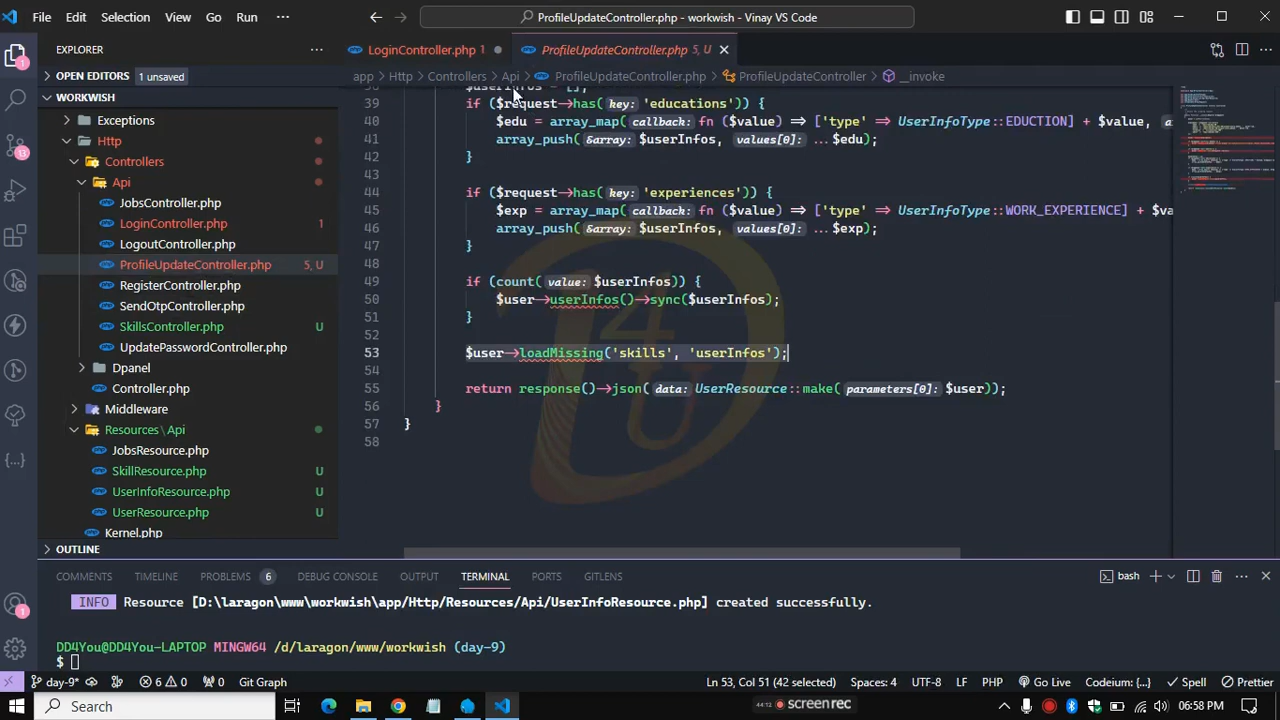 File Edit Selection View Go Run ··· ProfileUpdateController.php - workwish - Vinay VS Code
EXPLORER ···
LoginController.php 1 ProfileUpdateController.php 5, U
OPEN EDITORS 1 unsaved
app > Http > Controllers > Api > ProfileUpdateController.php > ProfileUpdateController > __invoke
WORKWISH
Exceptions
Http
Controllers
Api
JobsController.php
LoginController.php 1
LogoutController.php
ProfileUpdateController.php 5, U
RegisterController.php
SendOtpController.php
SkillsController.php U
UpdatePasswordController.php
Dpanel
Controller.php
Middleware
Resources\Api
JobsResource.php
SkillResource.php U
UserInfoResource.php U
UserResource.php U
Kernel.php
OUTLINE
38 $userInfos = [];
39 if ($request->has(key: 'educations')) {
40 $edu = array_map(callback: fn ($value) => ['type' => UserInfoType::EDUCTION] + $value, ar
41 array_push(&array: $userInfos, values[0]: ...$edu);
42 }
43
44 if ($request->has(key: 'experiences')) {
45 $exp = array_map(callback: fn ($value) => ['type' => UserInfoType::WORK_EXPERIENCE] + $va
46 array_push(&array: $userInfos, values[0]: ...$exp);
47 }
48
49 if (count(value: $userInfos)) {
50 $user->userInfos()->sync($userInfos);
51 }
52
53 $user->loadMissing('skills', 'userInfos');
54
55 return response()->json(data: UserResource::make(parameters[0]: $user));
56 }
57 }
58
COMMENTS TIMELINE PROBLEMS 6 DEBUG CONSOLE OUTPUT TERMINAL PORTS GITLENS bash
INFO Resource [D:\laragon\www\workwish\app/Http/Resources/Api/UserInfoResource.php] created successfully.
DD4You@DD4You-LAPTOP MINGW64 /d/laragon/www/workwish (day-9)
$
day-9* 6 0 0 Git Graph Ln 53, Col 51 (42 selected) Spaces: 4 UTF-8 LF PHP Go Live Codeium: {...} Spell Prettier
Search 44:13 screenrec 06:58 PM